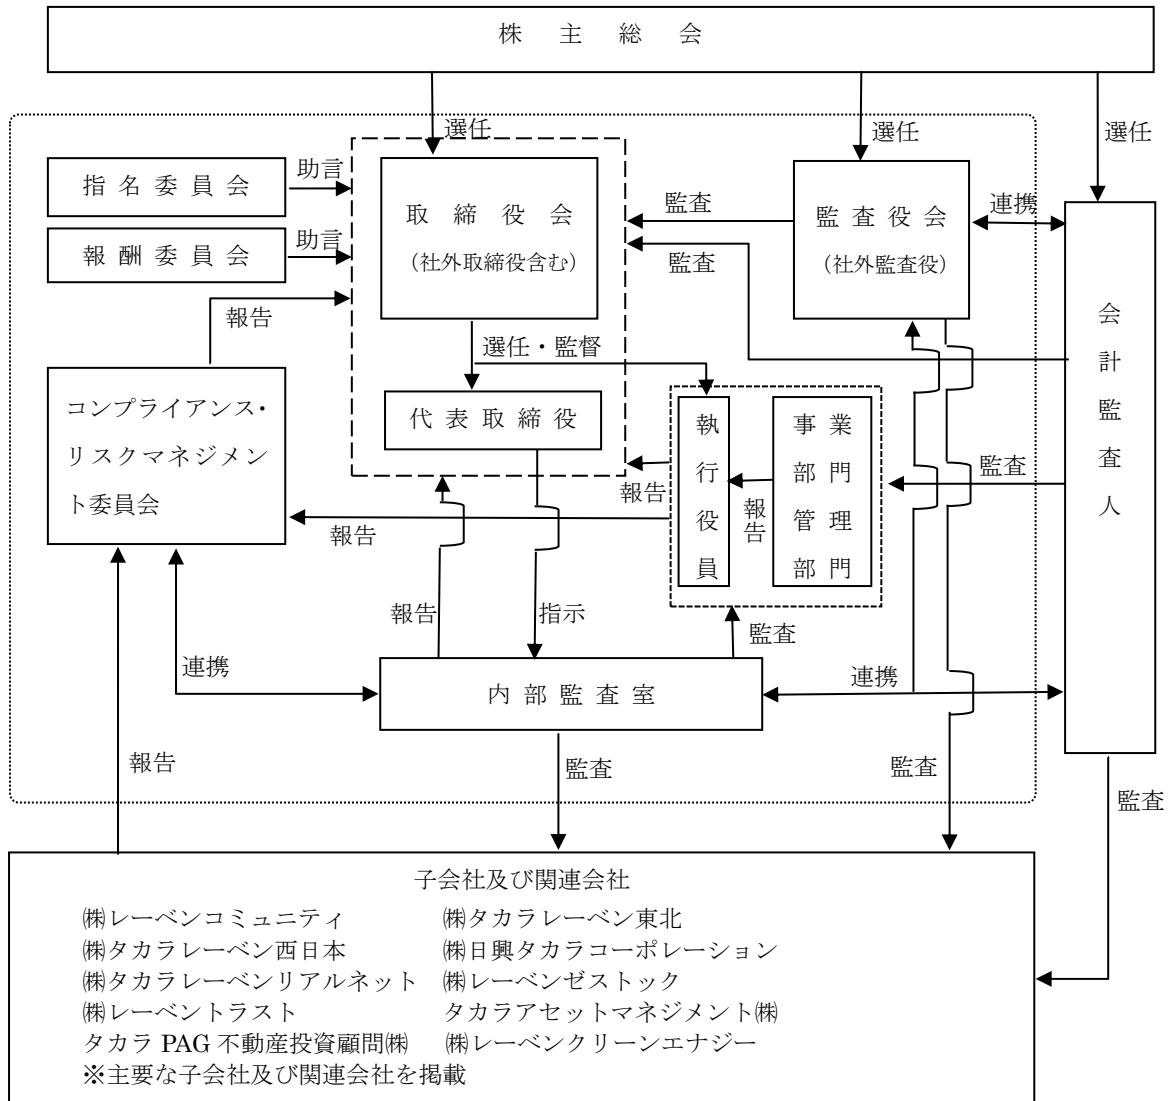 株主総会
選任
選任
選任
指名委員会
助言
報酬委員会
助言
取締役会
(社外取締役含む)
監査
監査
監査役会
(社外監査役)
連携
会計監査人
報告
選任・監督
コンプライアンス・
リスクマネジメン
ト委員会
代表取締役
執行役員
報告
事業部門管理部門
監査
報告
報告
報告
指示
監査
連携
内部監査室
連携
報告
監査
監査
監査
子会社及び関連会社
㈱レーベンコミュニティ ㈱タカラレーベン東北
㈱タカラレーベン西日本 ㈱日興タカラコーポレーション
㈱タカラレーベンリアルネット ㈱レーベンゼストック
㈱レーベントラスト タカラアセットマネジメント㈱
タカラ PAG 不動産投資顧問㈱ ㈱レーベンクリーンエナジー
※主要な子会社及び関連会社を掲載